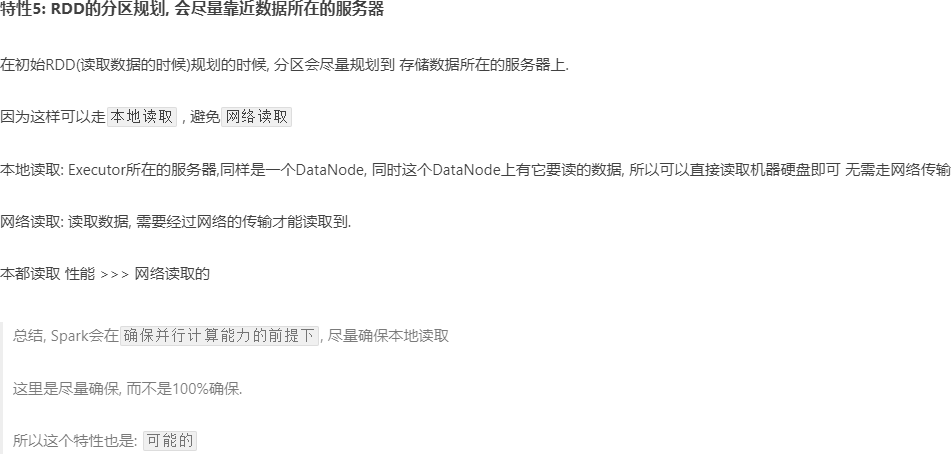 特性5: RDD的分区规划, 会尽量靠近数据所在的服务器
在初始RDD(读取数据的时候)规划的时候, 分区会尽量规划到 存储数据所在的服务器上.
因为这样可以走 本地读取 , 避免 网络读取
本地读取: Executor所在的服务器,同样是一个DataNode, 同时这个DataNode上有它要读的数据, 所以可以直接读取机器硬盘即可 无需走网络传输
网络读取: 读取数据, 需要经过网络的传输才能读取到.
本都读取 性能 >>> 网络读取的
总结, Spark会在 确保并行计算能力的前提下 , 尽量确保本地读取
这里是尽量确保, 而不是100%确保.
所以这个特性也是: 可能的